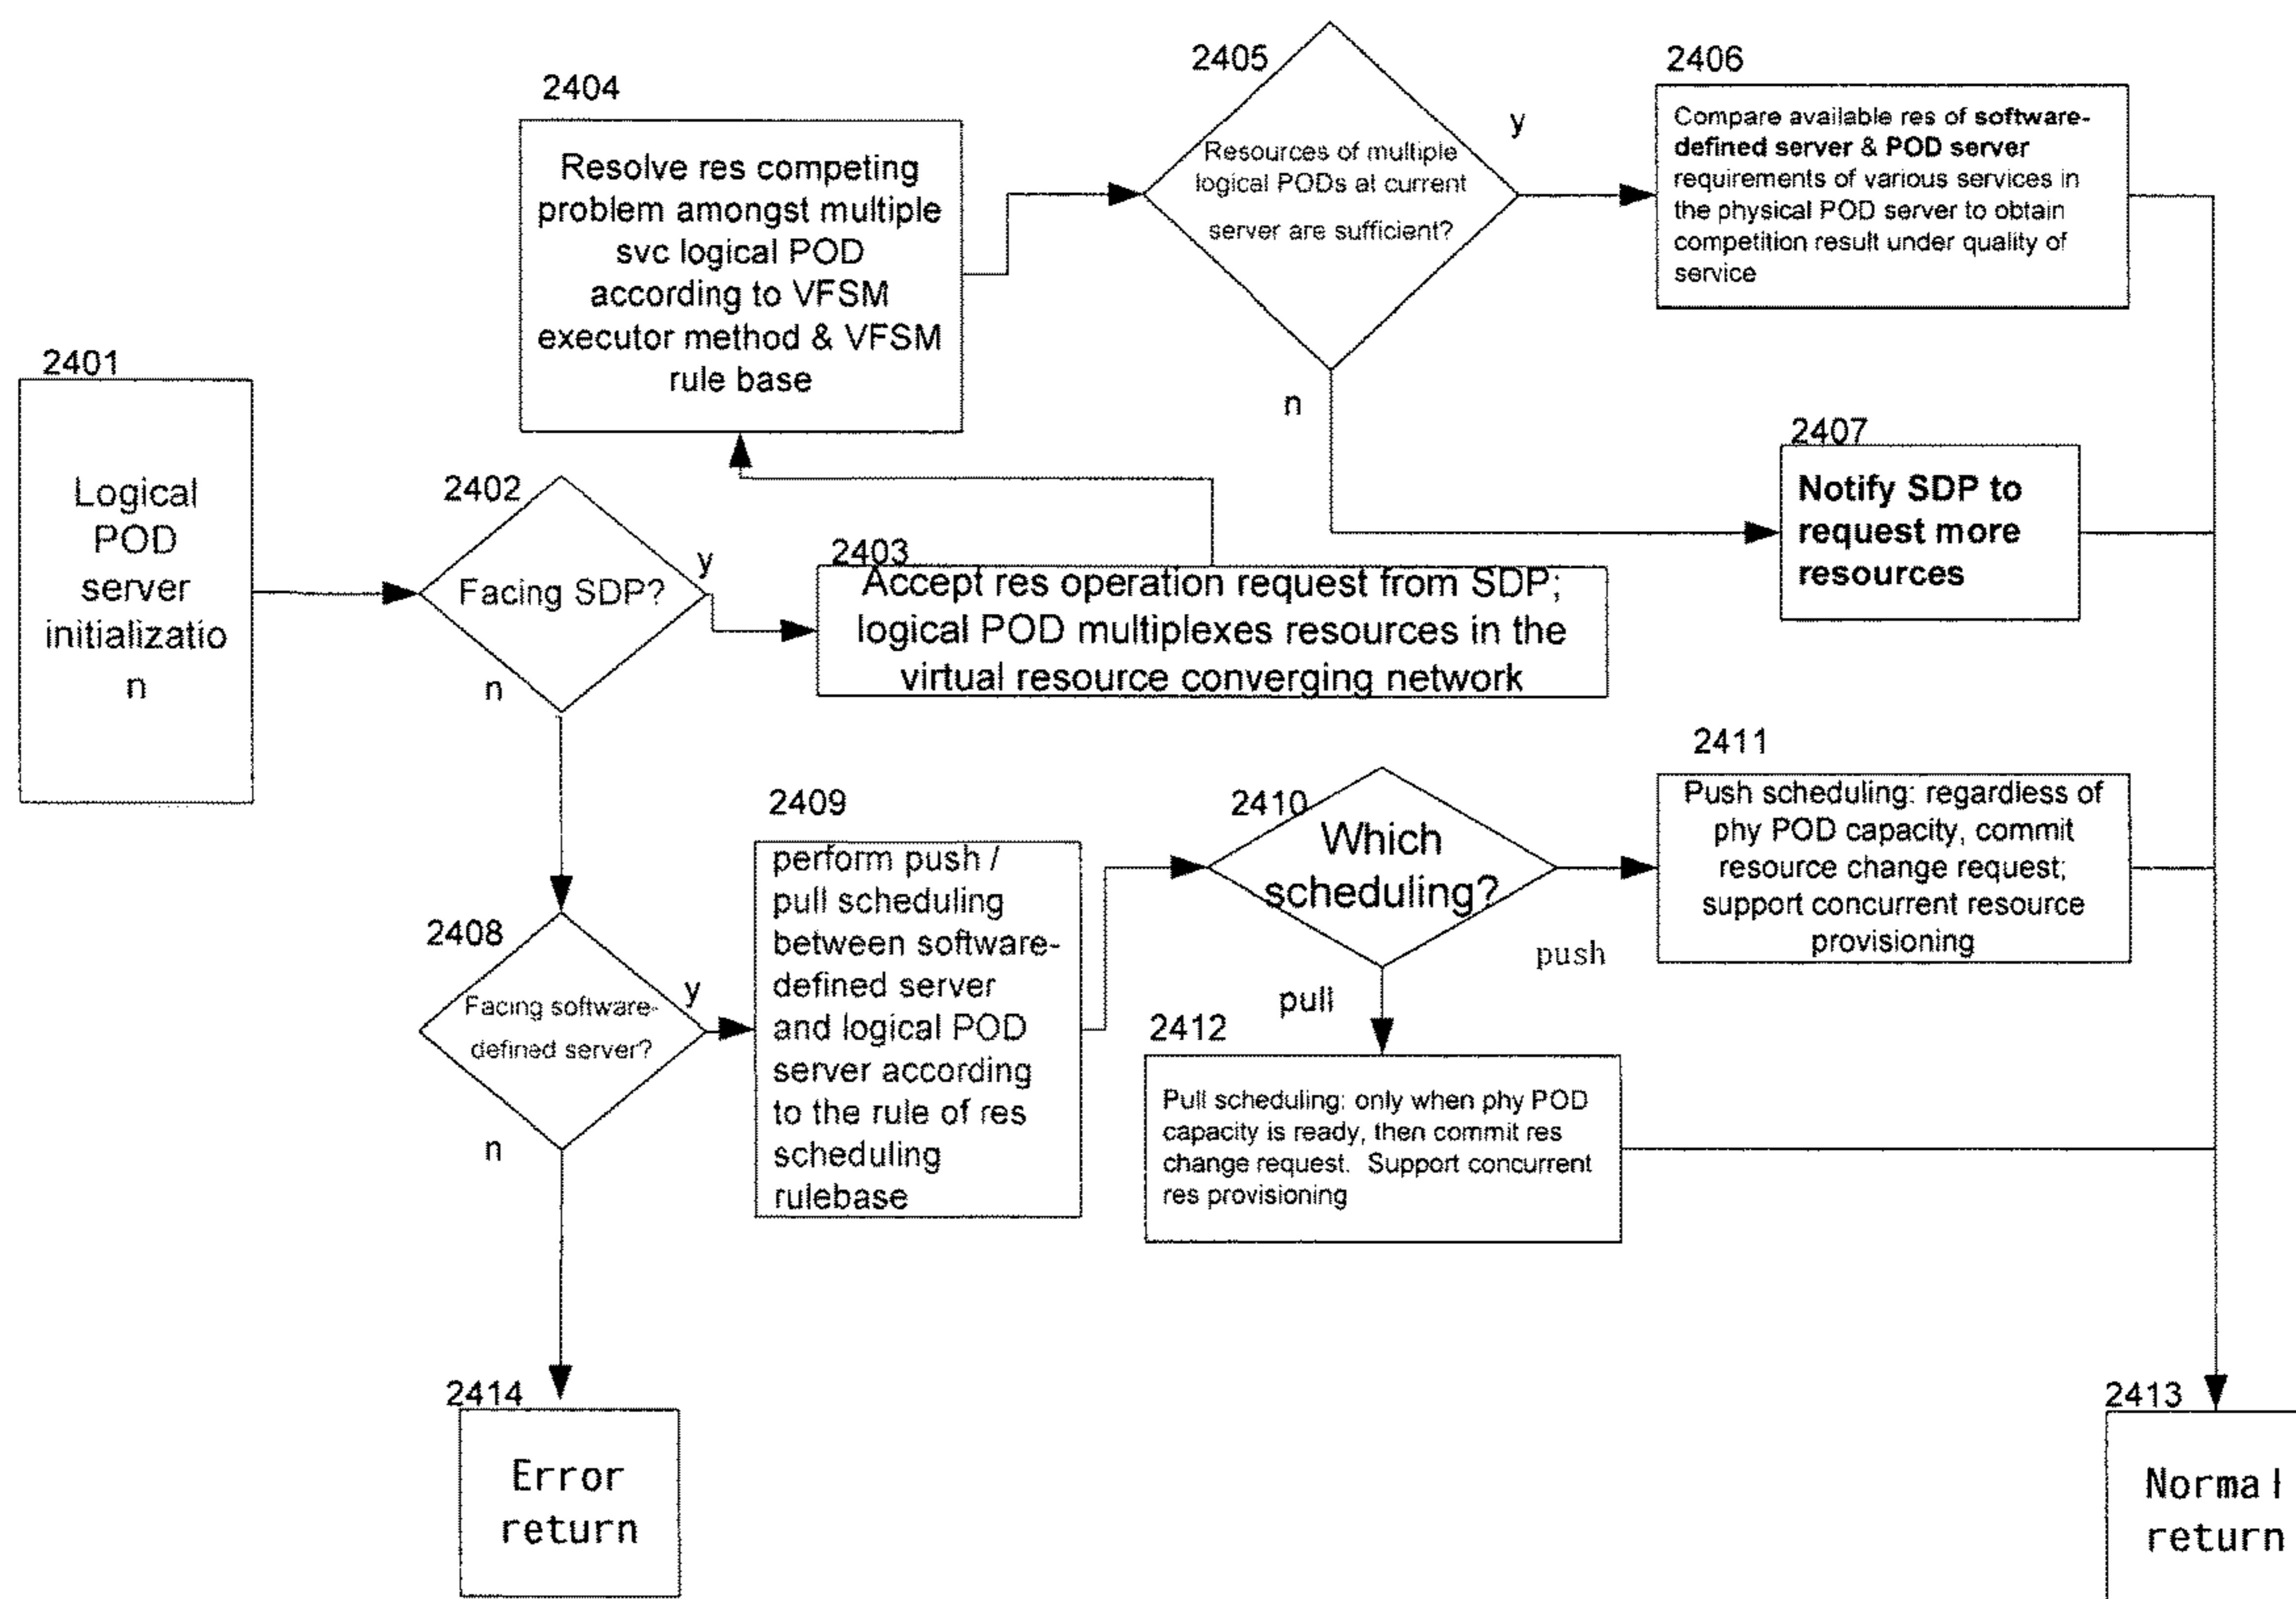 2401
Logical
POD
server
initializatio
n
2402
Facing SDP?
y
n
2403
Accept res operation request from SDP;
logical POD multiplexes resources in the
virtual resource converging network
2404
Resolve res competing
problem amongst multiple
svc logical POD
according to VFSM
executor method & VFSM
rule base
2405
Resources of multiple
logical PODs at current
server are sufficient?
y
n
2406
Compare available res of software-
defined server & POD server
requirements of various services in
the physical POD server to obtain
competition result under quality of
service
2407
Notify SDP to
request more
resources
2408
Facing software-
defined server?
y
n
2409
perform push /
pull scheduling
between software-
defined server
and logical POD
server according
to the rule of res
scheduling
rulebase
2410
Which
scheduling?
push
pull
2411
Push scheduling: regardless of
phy POD capacity, commit
resource change request;
support concurrent resource
provisioning
2412
Pull scheduling: only when phy POD
capacity is ready, then commit res
change request. Support concurrent
res provisioning
2414
Error
return
2413
Normal
return